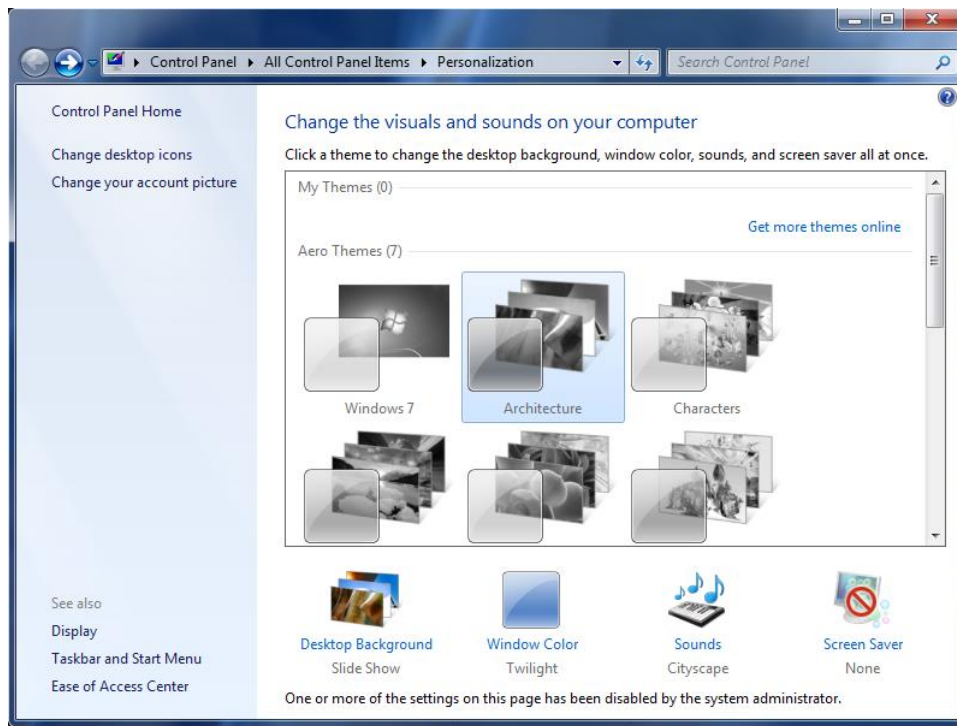 Control Panel ▸ All Control Panel Items ▸ Personalization
Search Control Panel
Control Panel Home
Change desktop icons
Change your account picture
Change the visuals and sounds on your computer
Click a theme to change the desktop background, window color, sounds, and screen saver all at once.
My Themes (0)
Get more themes online
Aero Themes (7)
Windows 7
Architecture
Characters
See also
Display
Taskbar and Start Menu
Ease of Access Center
Desktop Background
Slide Show
Window Color
Twilight
Sounds
Cityscape
Screen Saver
None
One or more of the settings on this page has been disabled by the system administrator.